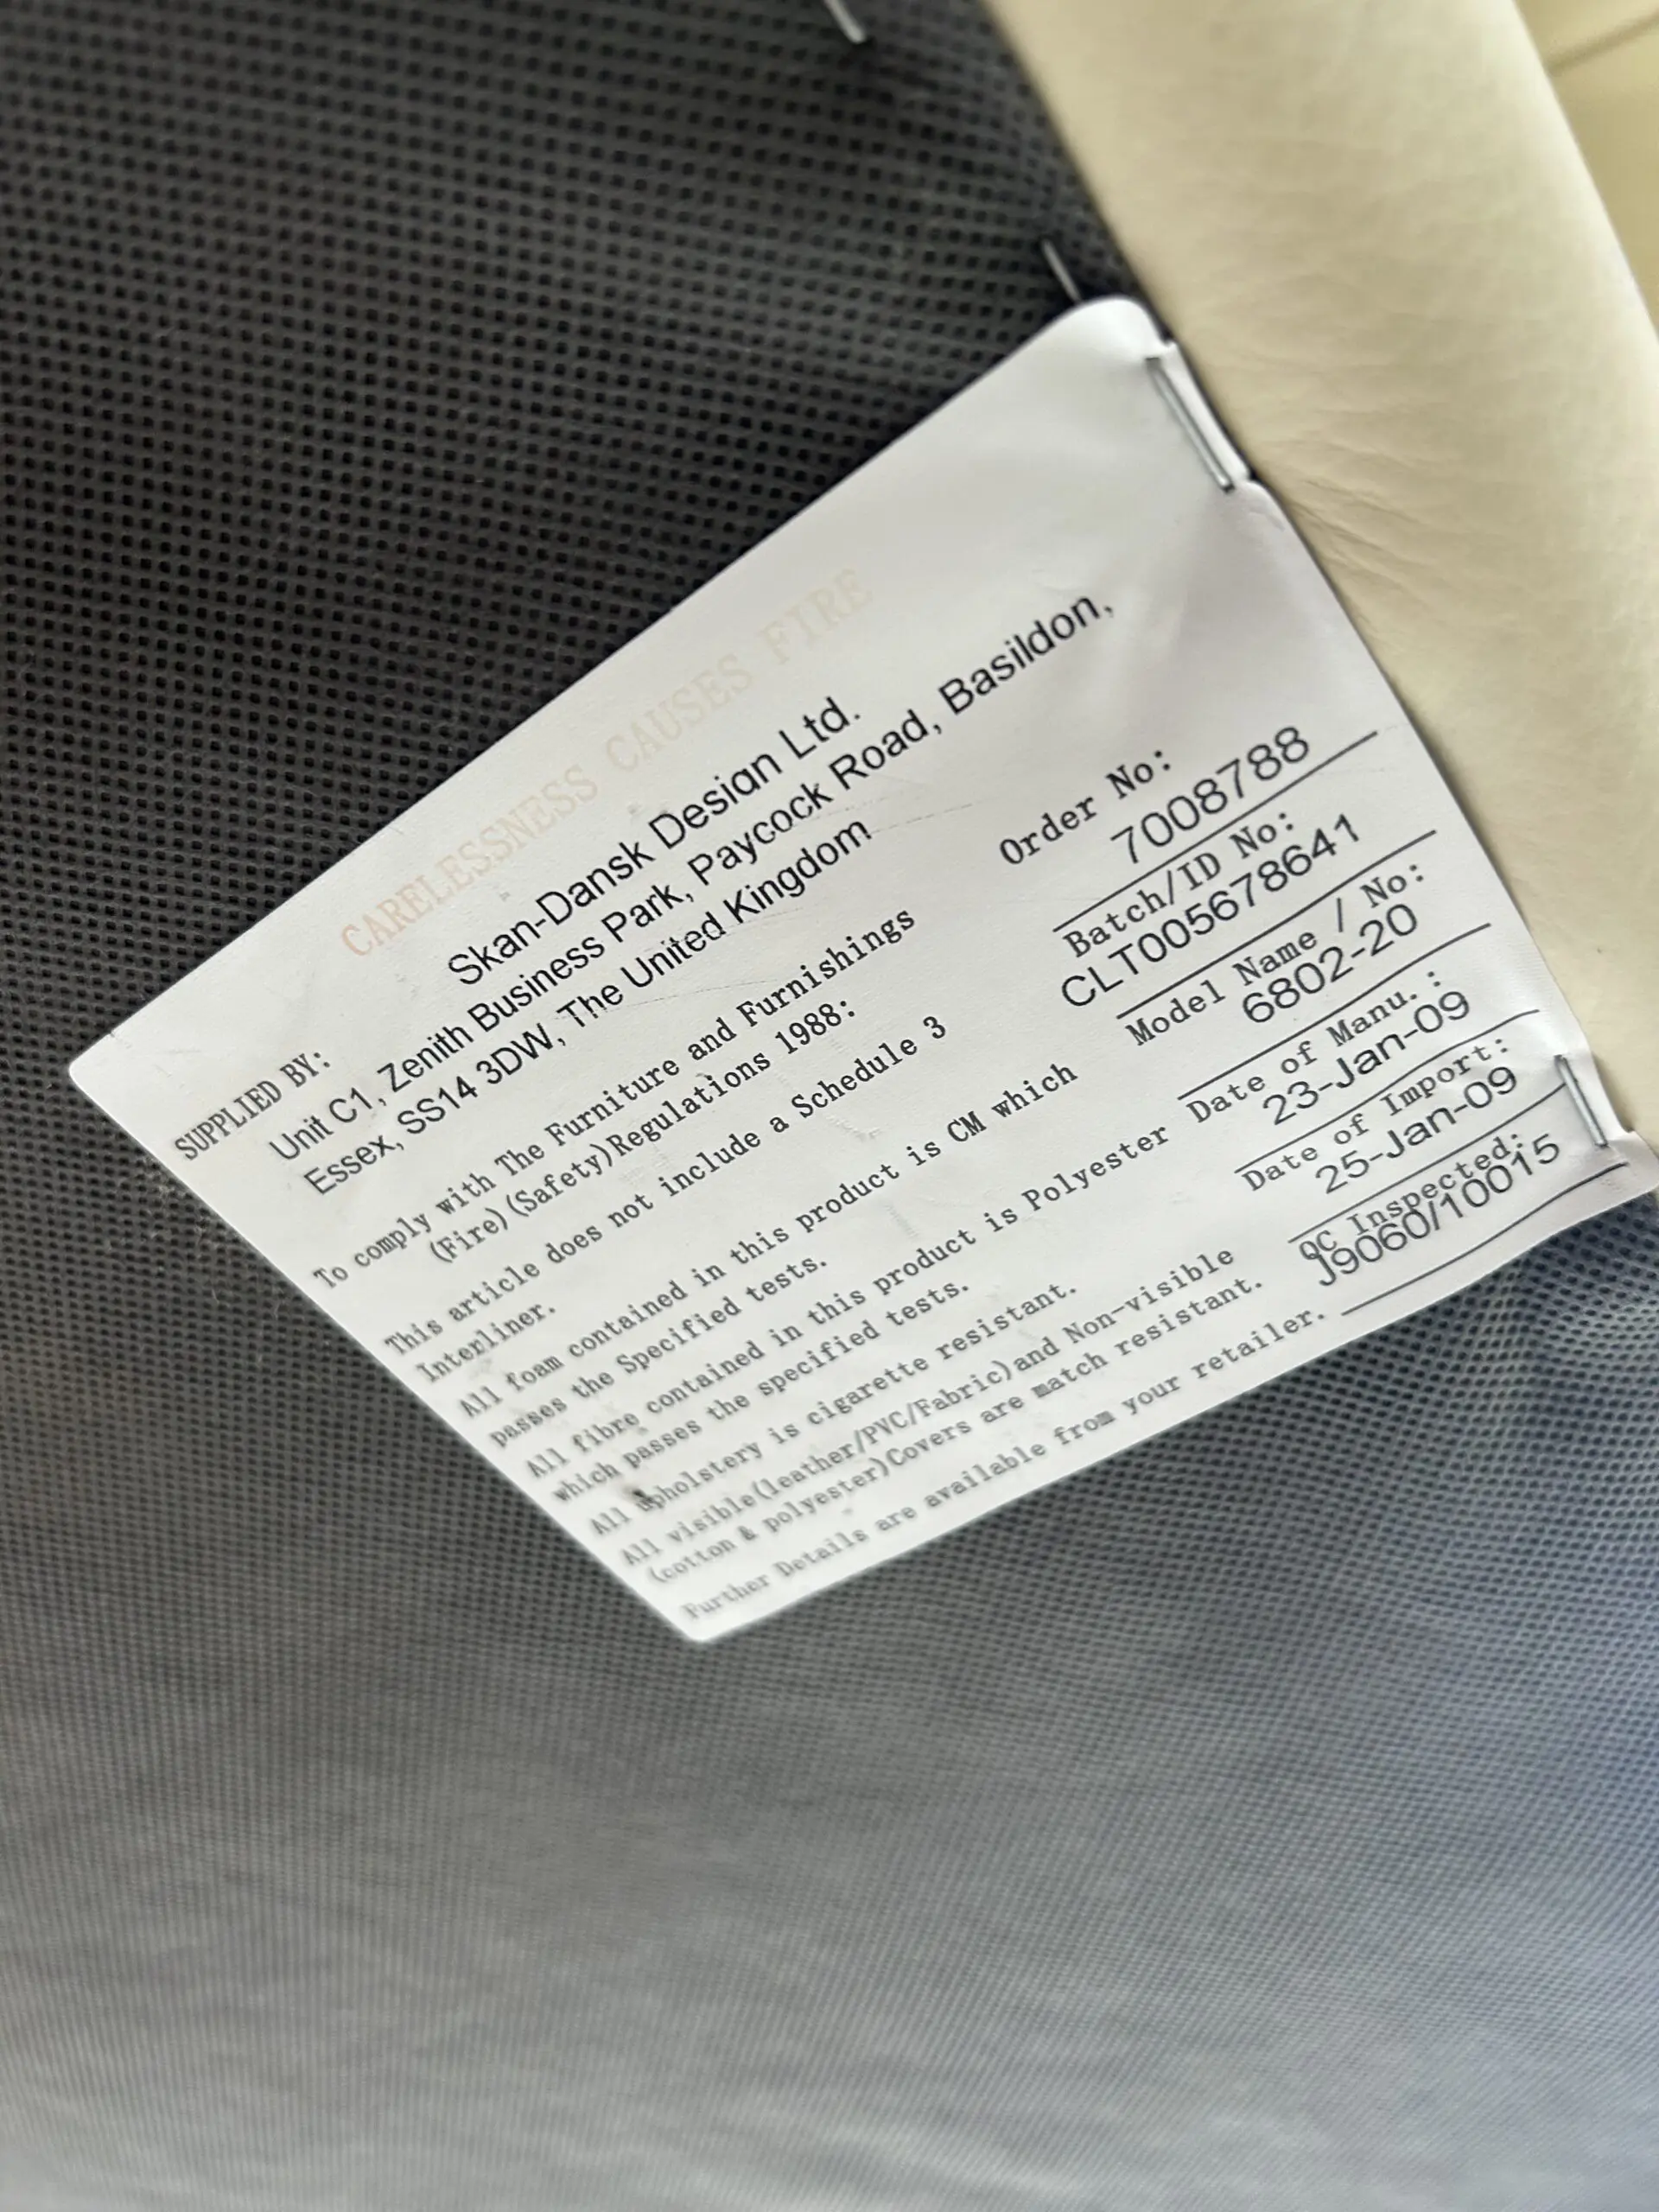 CARELESSNESS CAUSES FIRE
SUPPLIED BY:
Skan-Dansk Design Ltd.
Unit C1, Zenith Business Park, Paycock Road, Basildon,
Essex, SS14 3DW, The United Kingdom
To comply with The Furniture and Furnishings
(Fire)(Safety)Regulations 1988:
This article does not include a Schedule 3
Interliner.
All foam contained in this product is CM which
passes the Specified tests.
All fibre contained in this product is Polyester
which passes the specified tests.
All upholstery is cigarette resistant.
All visible(leather/PVC/Fabric)and Non-visible
(cotton & polyester)Covers are match resistant.
Further Details are available from your retailer.
Order No:
7008788
Batch/ID No:
CLT005678641
Model Name / No:
6802-20
Date of Manu.:
23-Jan-09
Date of Import:
25-Jan-09
QC Inspected:
J9060/10015